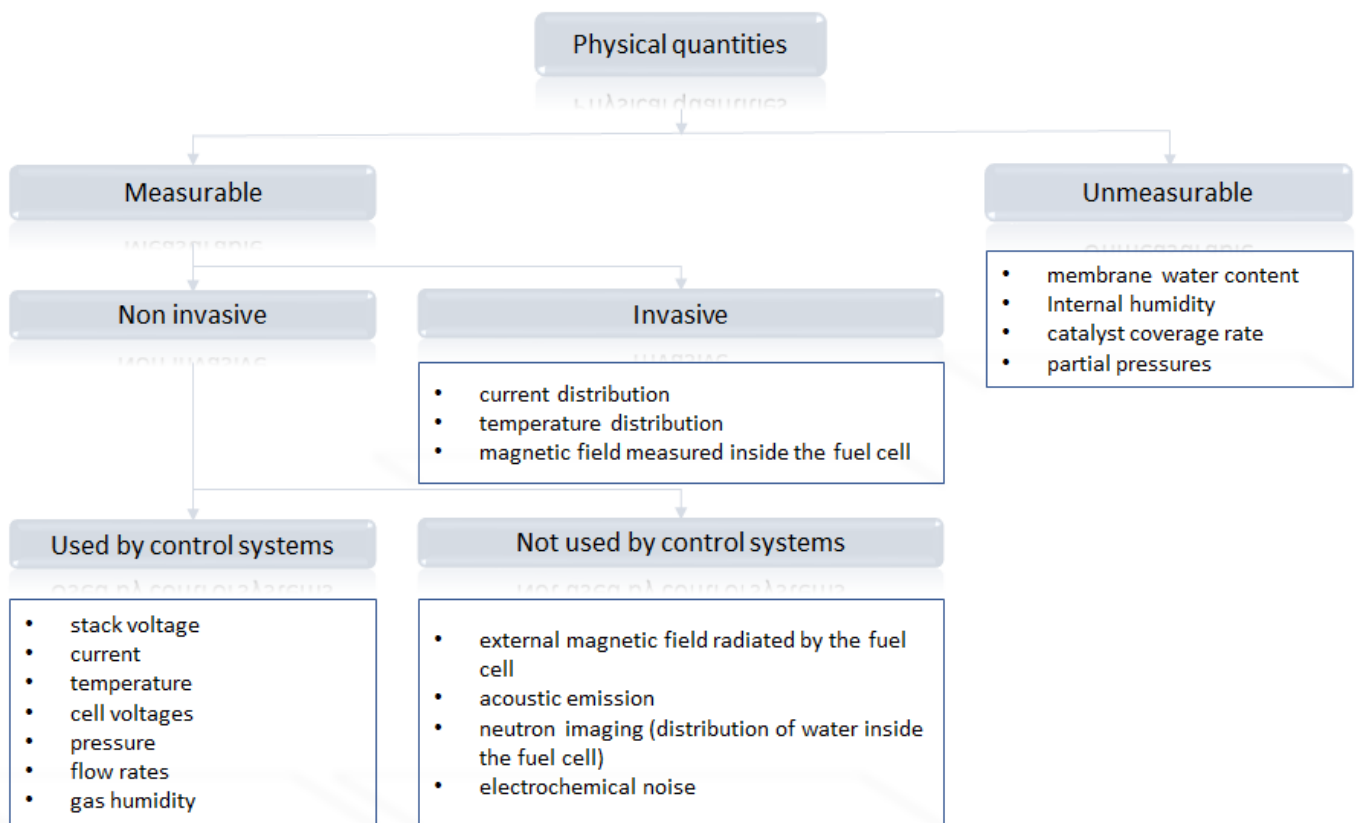 Physical quantities
Measurable
Unmeasurable
• membrane water content
• Internal humidity
• catalyst coverage rate
• partial pressures
Non invasive
Invasive
• current distribution
• temperature distribution
• magnetic field measured inside the fuel cell
Used by control systems
Not used by control systems
• stack voltage
• current
• temperature
• cell voltages
• pressure
• flow rates
• gas humidity
• external magnetic field radiated by the fuel
cell
• acoustic emission
• neutron imaging (distribution of water inside
the fuel cell)
• electrochemical noise